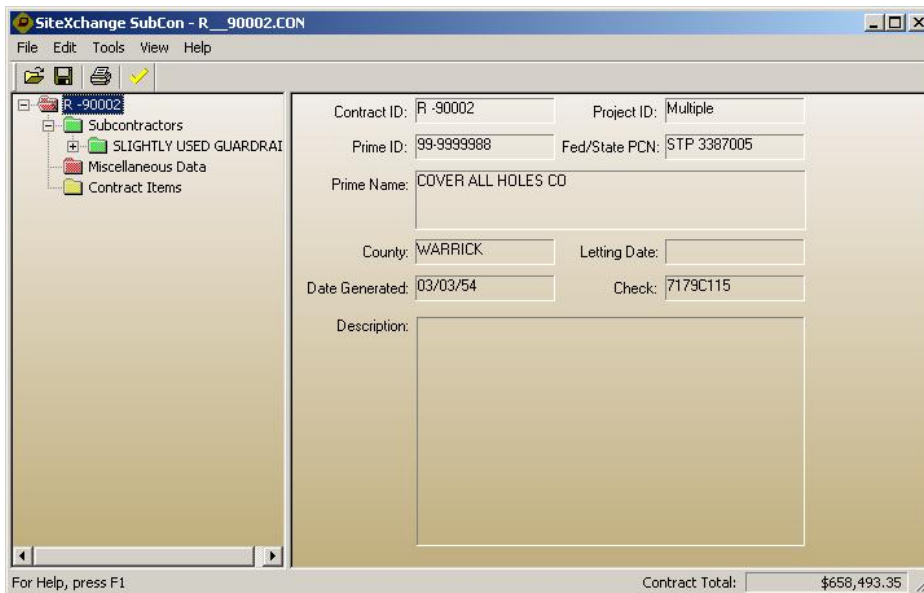 SiteXchange SubCon - R__90002.CON
File Edit Tools View Help
R -90002
Subcontractors
SLIGHTLY USED GUARDRAI
Miscellaneous Data
Contract Items
Contract ID: R -90002 Project ID: Multiple
Prime ID: 99-9999988 Fed/State PCN: STP 3387005
Prime Name: COVER ALL HOLES CO
County: WARRICK Letting Date:
Date Generated: 03/03/54 Check: 7179C115
Description:
For Help, press F1 Contract Total: $658,493.35